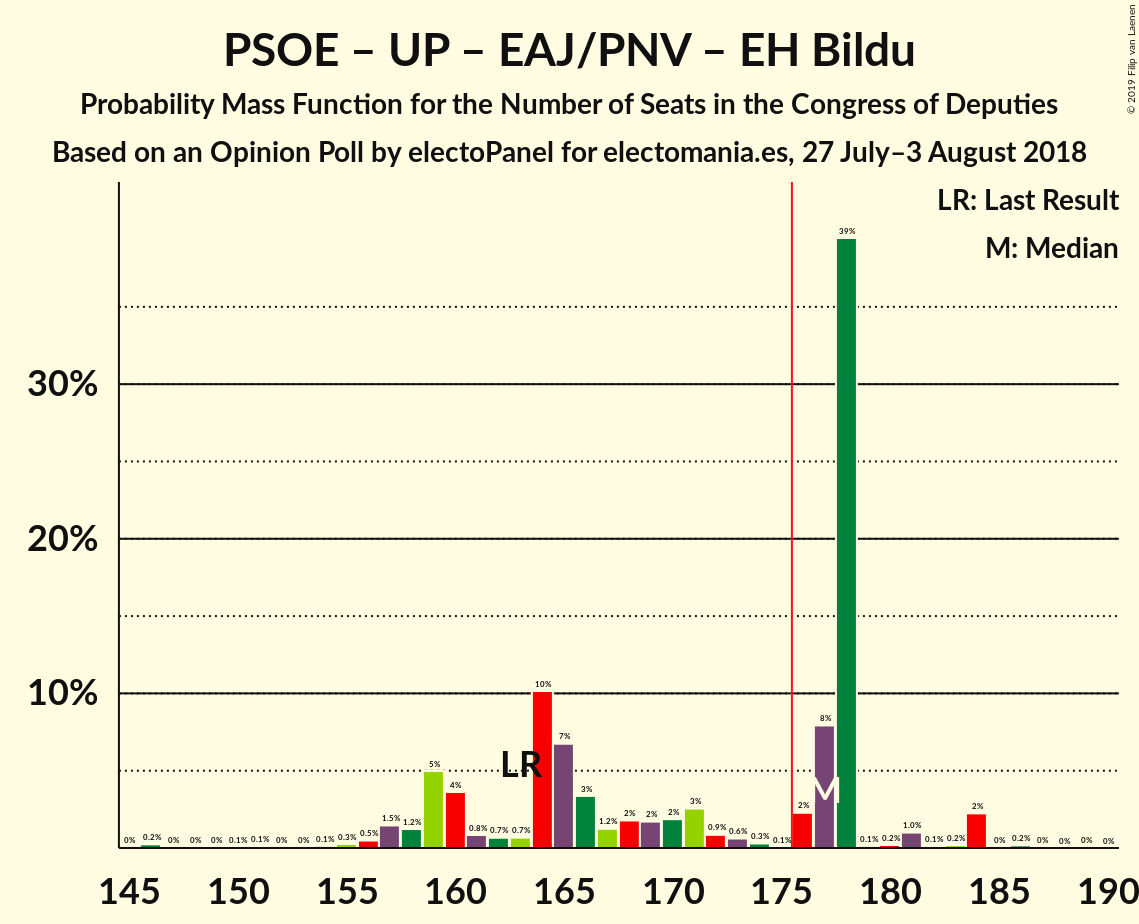 PSOE – UP – EAJ/PNV – EH Bildu
Probability Mass Function for the Number of Seats in the Congress of Deputies
Based on an Opinion Poll by electoPanel for electomania.es, 27 July–3 August 2018
© 2019 Filip van Laenen
LR: Last Result
M: Median
30%
20%
10%
0% 0.2% 0% 0% 0% 0.1% 0.1% 0% 0% 0.1% 0.3% 0.5% 1.5% 1.2% 5% 4% 0.8% 0.7% 0.7% 10% 7% 3% 1.2% 2% 2% 2% 3% 0.9% 0.6% 0.3% 0.1% 2% 8% 39% 0.1% 0.2% 1.0% 0.1% 0.2% 2% 0% 0.2% 0% 0% 0% 0%
LR
M
145 150 155 160 165 170 175 180 185 190